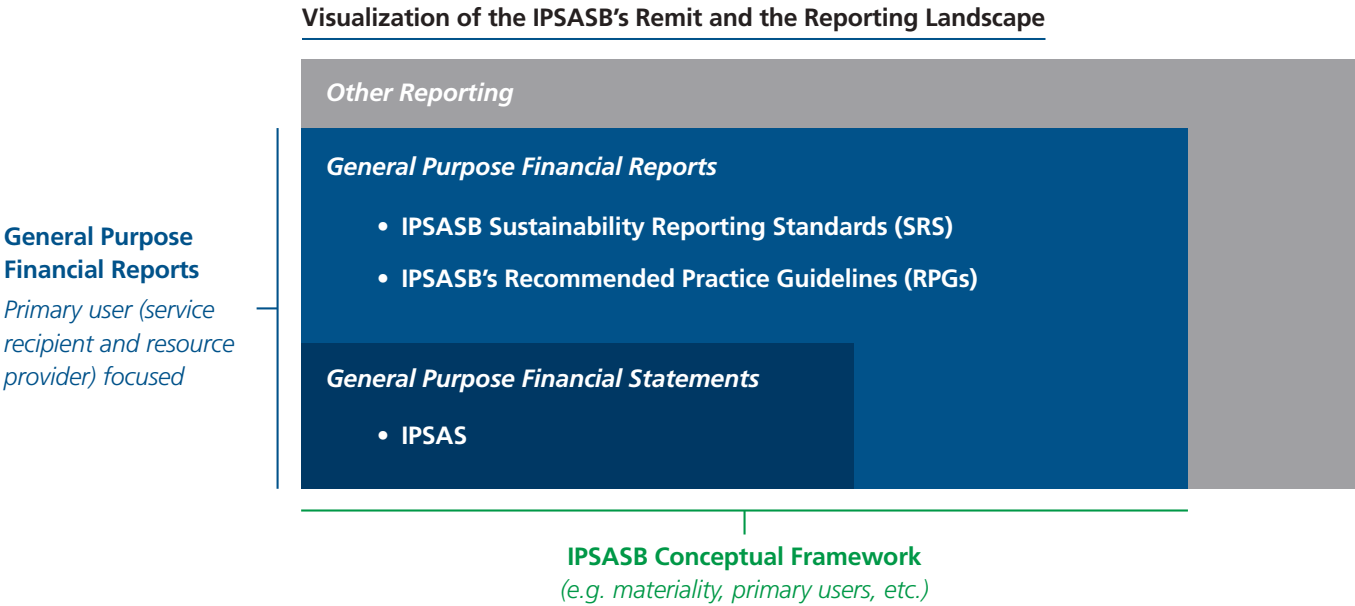 Visualization of the IPSASB’s Remit and the Reporting Landscape
Other Reporting
General Purpose Financial Reports
• IPSASB Sustainability Reporting Standards (SRS)
• IPSASB’s Recommended Practice Guidelines (RPGs)
General Purpose Financial Statements
• IPSAS
General Purpose
Financial Reports
Primary user (service
recipient and resource
provider) focused
IPSASB Conceptual Framework
(e.g. materiality, primary users, etc.)